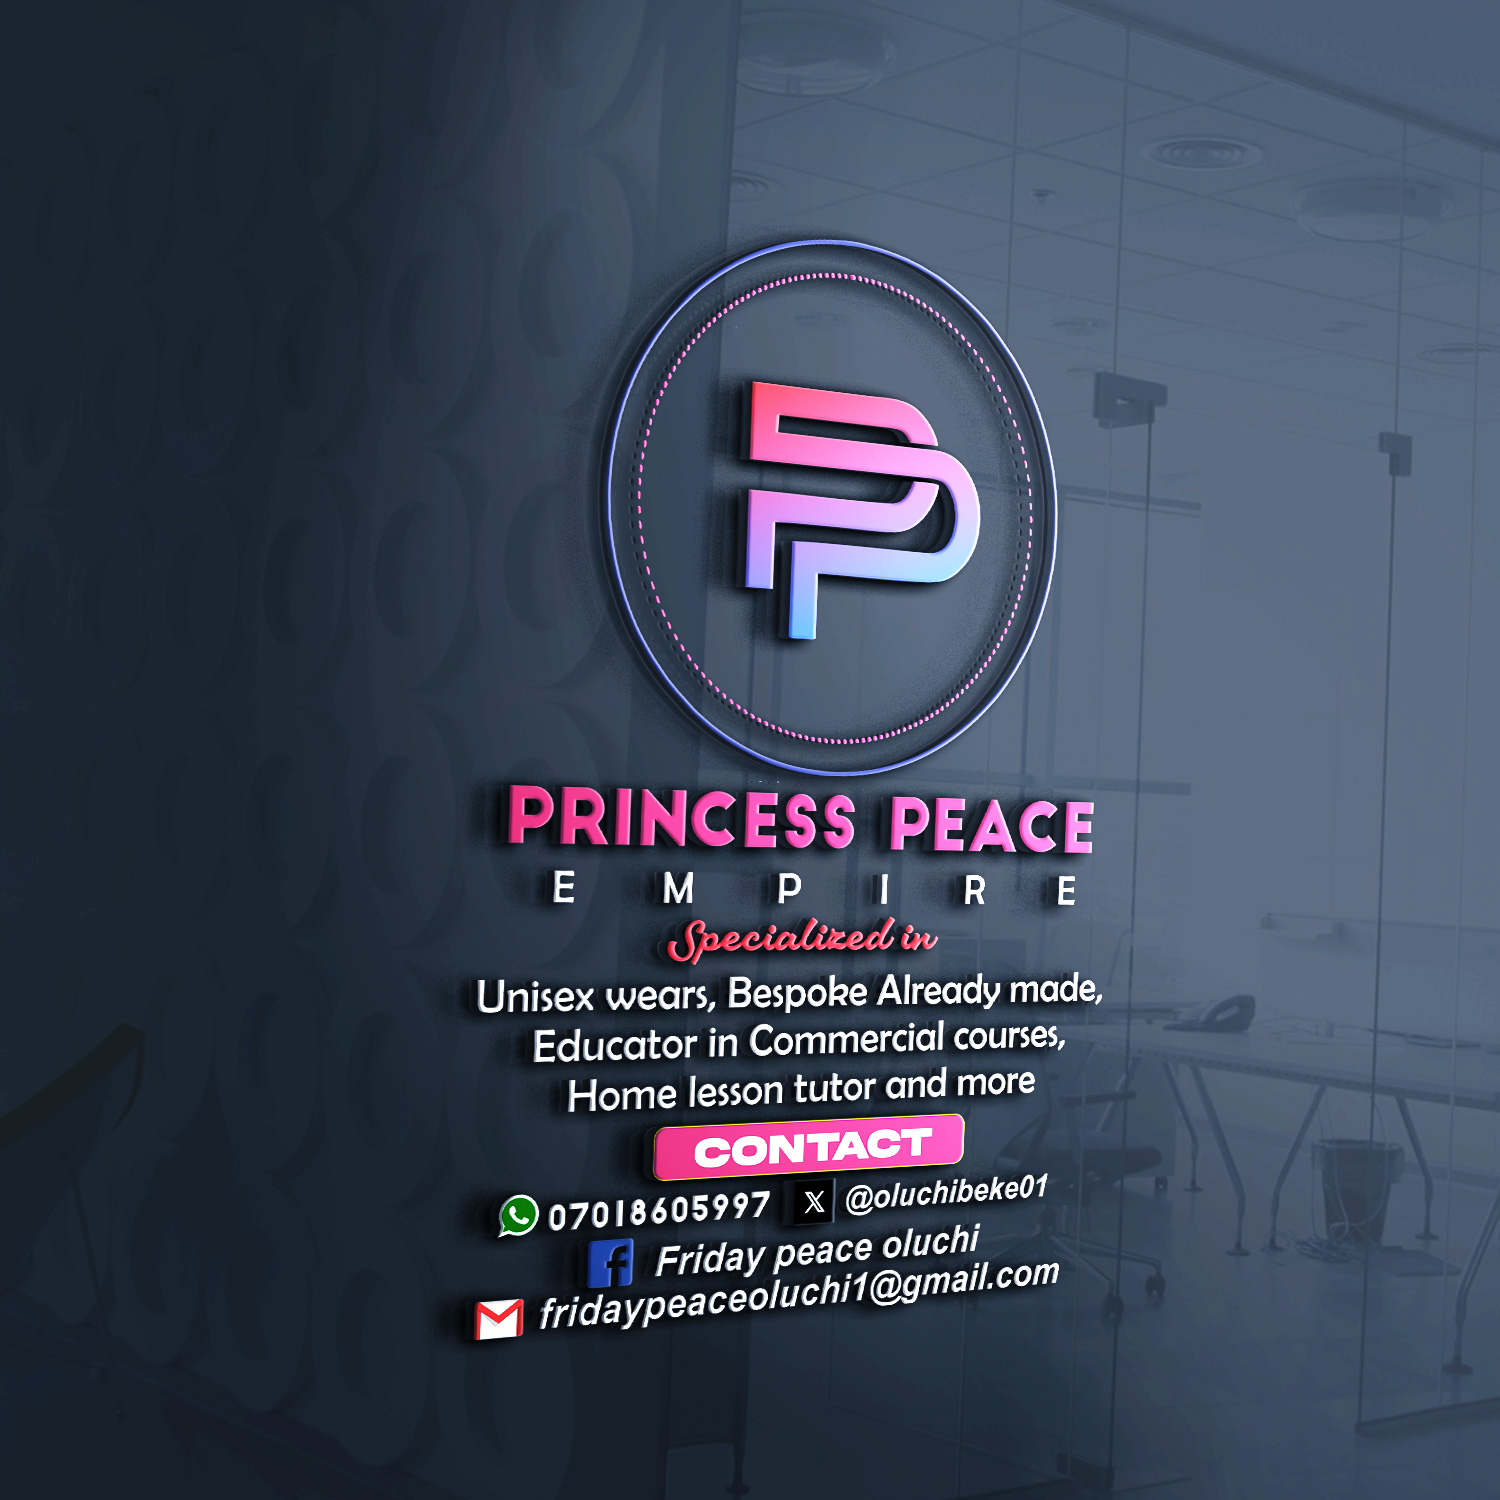 PP
PRINCESS PEACE
EMPIRE
Specialized in
Unisex wears, Bespoke Already made,
Educator in Commercial courses,
Home lesson tutor and more
CONTACT
07018605997 X @oluchibeke01
f Friday peace oluchi
M fridaypeaceoluchi1@gmail.com